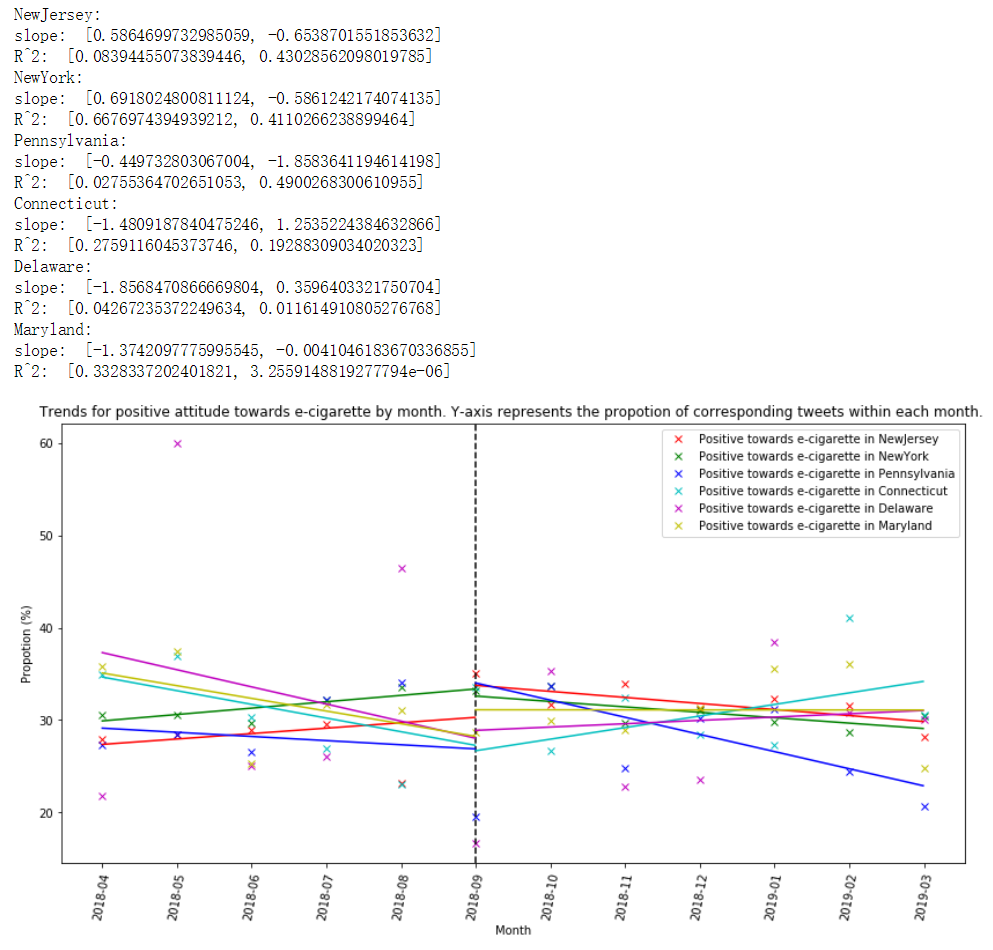 NewJersey:
slope:  [0.5864699732985059, -0.6538701551853632]
R^2:  [0.08394455073839446, 0.43028562098019785]
NewYork:
slope:  [0.6918024800811124, -0.5861242174074135]
R^2:  [0.6676974394939212, 0.4110266238899464]
Pennsylvania:
slope:  [-0.449732803067004, -1.8583641194614198]
R^2:  [0.02755364702651053, 0.4900268300610955]
Connecticut:
slope:  [-1.4809187840475246, 1.2535224384632866]
R^2:  [0.2759116045373746, 0.19288309034020323]
Delaware:
slope:  [-1.8568470866669804, 0.3596403321750704]
R^2:  [0.04267235372249634, 0.011614910805276768]
Maryland:
slope:  [-1.3742097775995545, -0.0041046183670336855]
R^2:  [0.3328337202401821, 3.2559148819277794e-06]
Trends for positive attitude towards e-cigarette by month. Y-axis represents the propotion of corresponding tweets within each month.
Positive towards e-cigarette in NewJersey
Positive towards e-cigarette in NewYork
Positive towards e-cigarette in Pennsylvania
Positive towards e-cigarette in Connecticut
Positive towards e-cigarette in Delaware
Positive towards e-cigarette in Maryland
Propotion (%)
60
50
40
30
20
2018-04
2018-05
2018-06
2018-07
2018-08
2018-09
2018-10
2018-11
2018-12
2019-01
2019-02
2019-03
Month